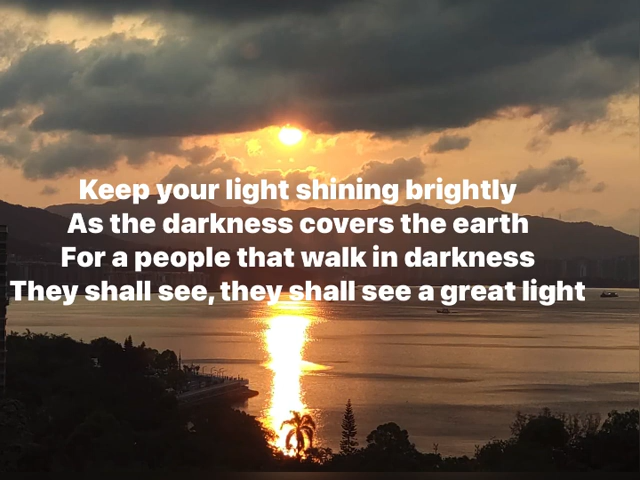 Keep your light shining brightly
As the darkness covers the earth
For a people that walk in darkness
They shall see, they shall see a great light